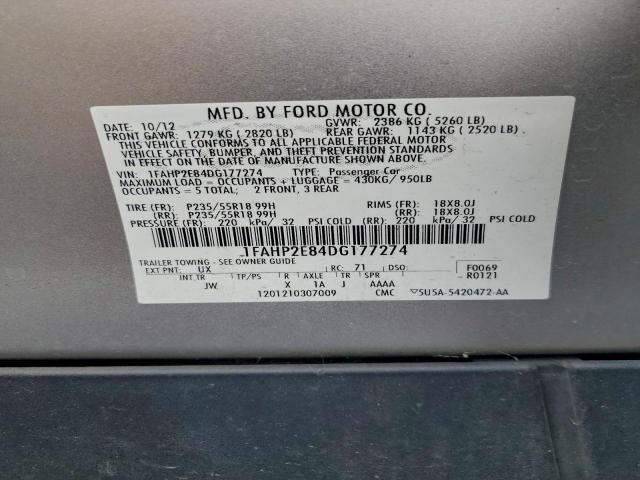 MFD. BY FORD MOTOR CO.
DATE: 10/12 GVWR: 2386 KG ( 5260 LB)
FRONT GAWR: 1279 KG ( 2820 LB) REAR GAWR: 1143 KG ( 2520 LB)
THIS VEHICLE CONFORMS TO ALL APPLICABLE FEDERAL MOTOR
VEHICLE SAFETY, BUMPER, AND THEFT PREVENTION STANDARDS
IN EFFECT ON THE DATE OF MANUFACTURE SHOWN ABOVE.
VIN: 1FAHP2E84DG177274 TYPE: Passenger Car
MAXIMUM LOAD = OCCUPANTS + LUGGAGE = 430KG/ 950LB
OCCUPANTS = 5 TOTAL, 2 FRONT, 3 REAR
TIRE (FR): P235/55R18 99H RIMS (FR): 18X8.0J
(RR): P235/55R18 99H (RR): 18X8.0J
PRESSURE (FR): 220 kPa/ 32 PSI COLD (RR): 220 kPa/ 32 PSI COLD
1FAHP2E84DG177274
TRAILER TOWING - SEE OWNER GUIDE
EXT PNT: UX RC: 71 DSO: F0069
INT TR TP/PS R AXLE TR SPR R0121
JW X 1A J AAAA
1201210307009 CMC 5U5A-5420472-AA